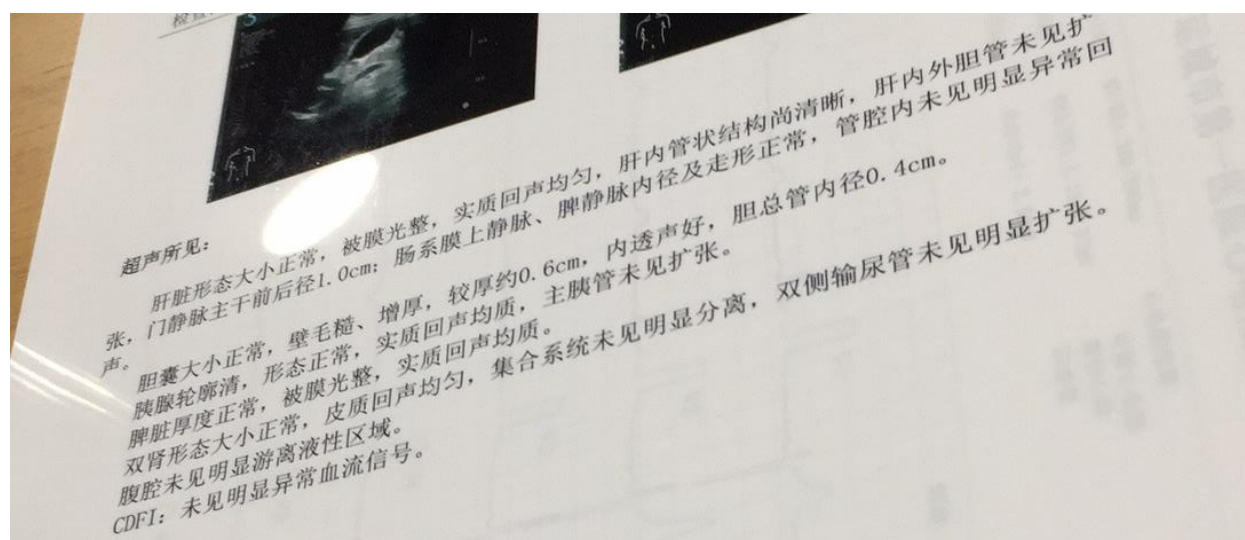 检查
超声所见:
肝脏形态大小正常,被膜光整,实质回声均匀,肝内管状结构尚清晰,肝内外胆管未见扩
张,门静脉主干前后径1.0cm;肠系膜上静脉、脾静脉内径及走形正常,管腔内未见明显异常回
声。
胆囊大小正常,壁毛糙、增厚,较厚约0.6cm,内透声好,胆总管内径0.4cm。
胰腺轮廓清,形态正常,实质回声均质,主胰管未见扩张。
脾脏厚度正常,被膜光整,实质回声均质。
双肾形态大小正常,皮质回声均匀,集合系统未见明显分离,双侧输尿管未见明显扩张。
腹腔未见明显游离液性区域。
CDFI:未见明显异常血流信号。